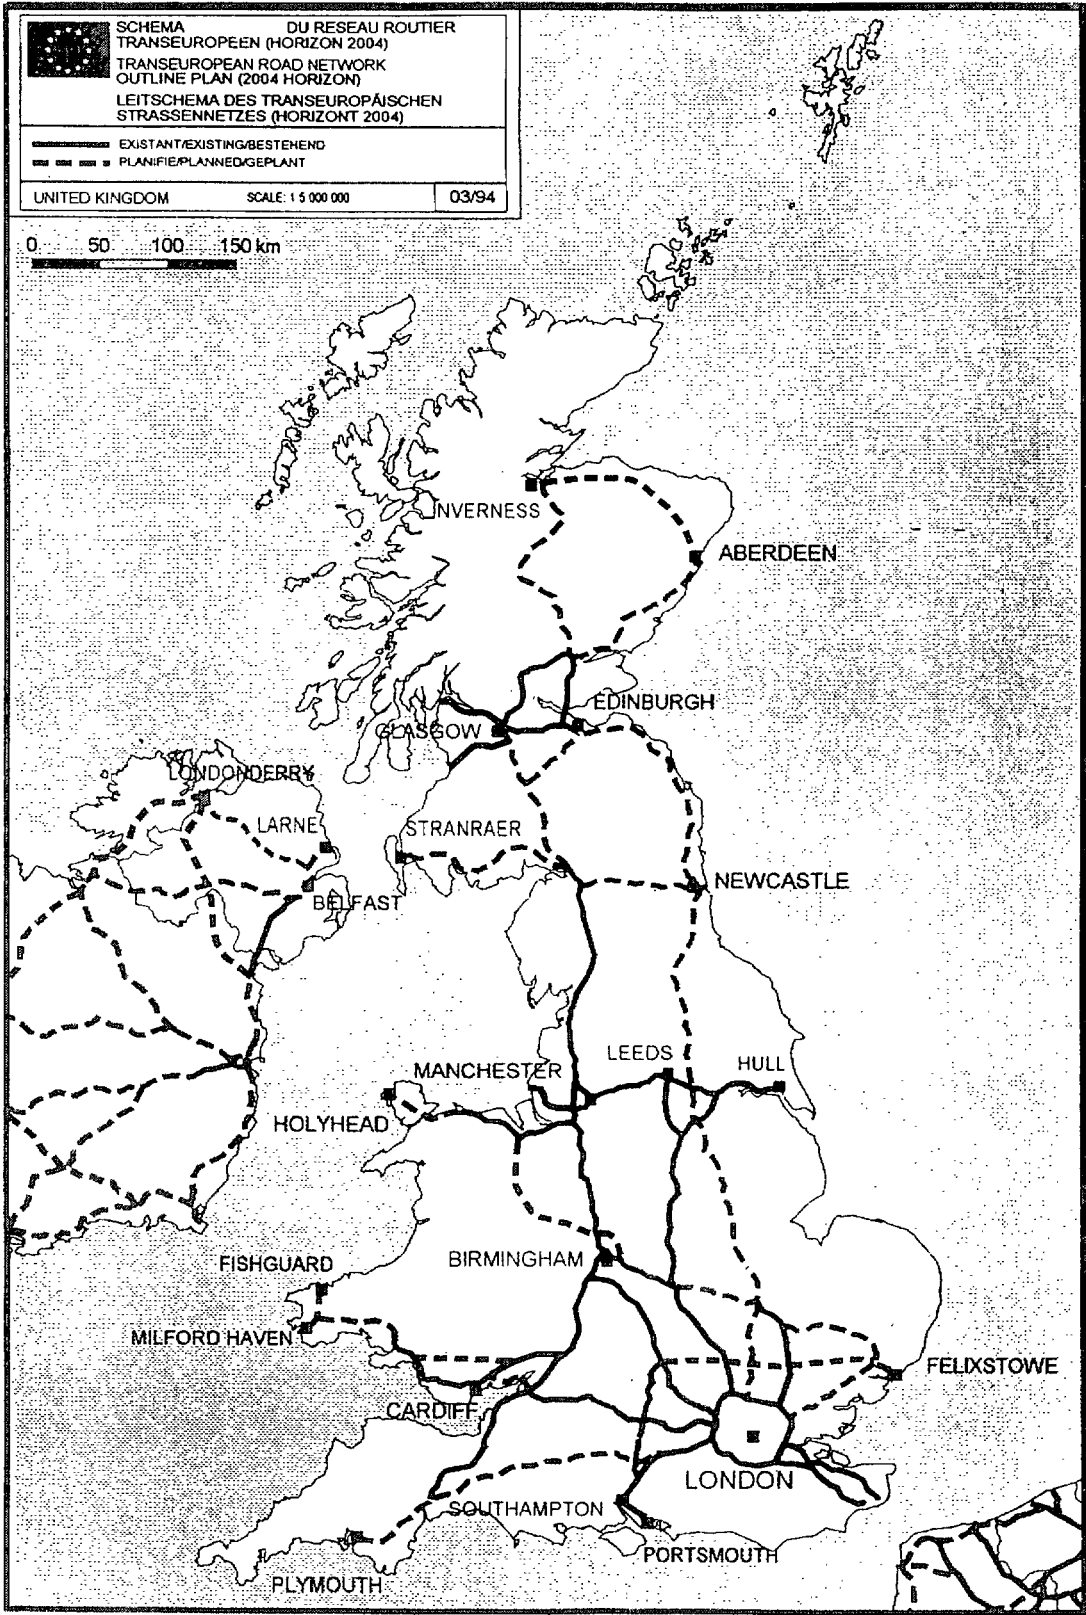 SCHEMA DU RESEAU ROUTIER
TRANSEUROPEEN (HORIZON 2004)
TRANSEUROPEAN ROAD NETWORK
OUTLINE PLAN (2004 HORIZON)
LEITSCHEMA DES TRANSEUROPÄISCHEN
STRASSENNETZES (HORIZONT 2004)
EXISTANT/EXISTING/BESTEHEND
PLANIFIE/PLANNED/GEPLANT
UNITED KINGDOM SCALE: 1 5 000 000 03/94
0 50 100 150 km
INVERNESS
ABERDEEN
EDINBURGH
GLASGOW
LONDONDERRY
LARNE
STRANRAER
NEWCASTLE
BELFAST
LEEDS
HULL
MANCHESTER
HOLYHEAD
FISHGUARD
BIRMINGHAM
MILFORD HAVEN
FELIXSTOWE
CARDIFF
LONDON
SOUTHAMPTON
PORTSMOUTH
PLYMOUTH